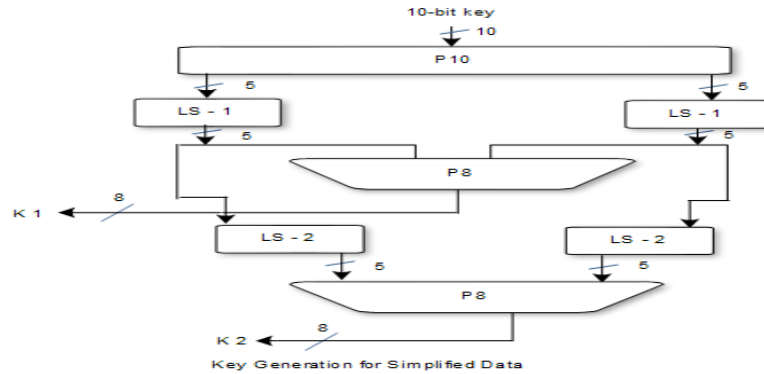 10-bit key
10
P10
5
5
LS - 1
LS - 1
5
5
P8
8
K 1
LS - 2
LS - 2
5
5
P8
8
K 2
Key Generation for Simplified Data